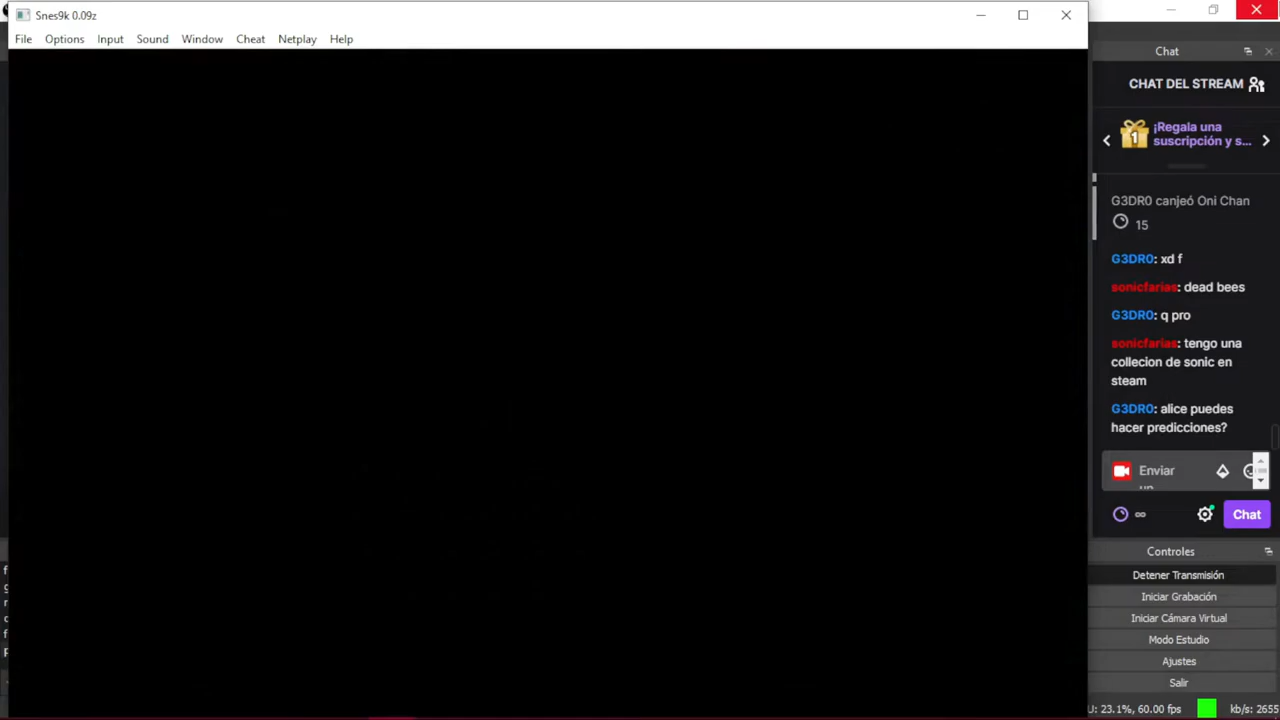 Snes9k 0.09z
File Options Input Sound Window Cheat Netplay Help
Chat
CHAT DEL STREAM
1
¡Regala una
suscripción y s...
G3DR0 canjeó Oni Chan
15
G3DR0: xd f
sonicfarias: dead bees
G3DR0: q pro
sonicfarias: tengo una
collecion de sonic en
steam
G3DR0: alice puedes
hacer predicciones?
Enviar
∞
Chat
Controles
Detener Transmisión
Iniciar Grabación
Iniciar Cámara Virtual
Modo Estudio
Ajustes
Salir
U: 23.1%, 60.00 fps
kb/s: 2655